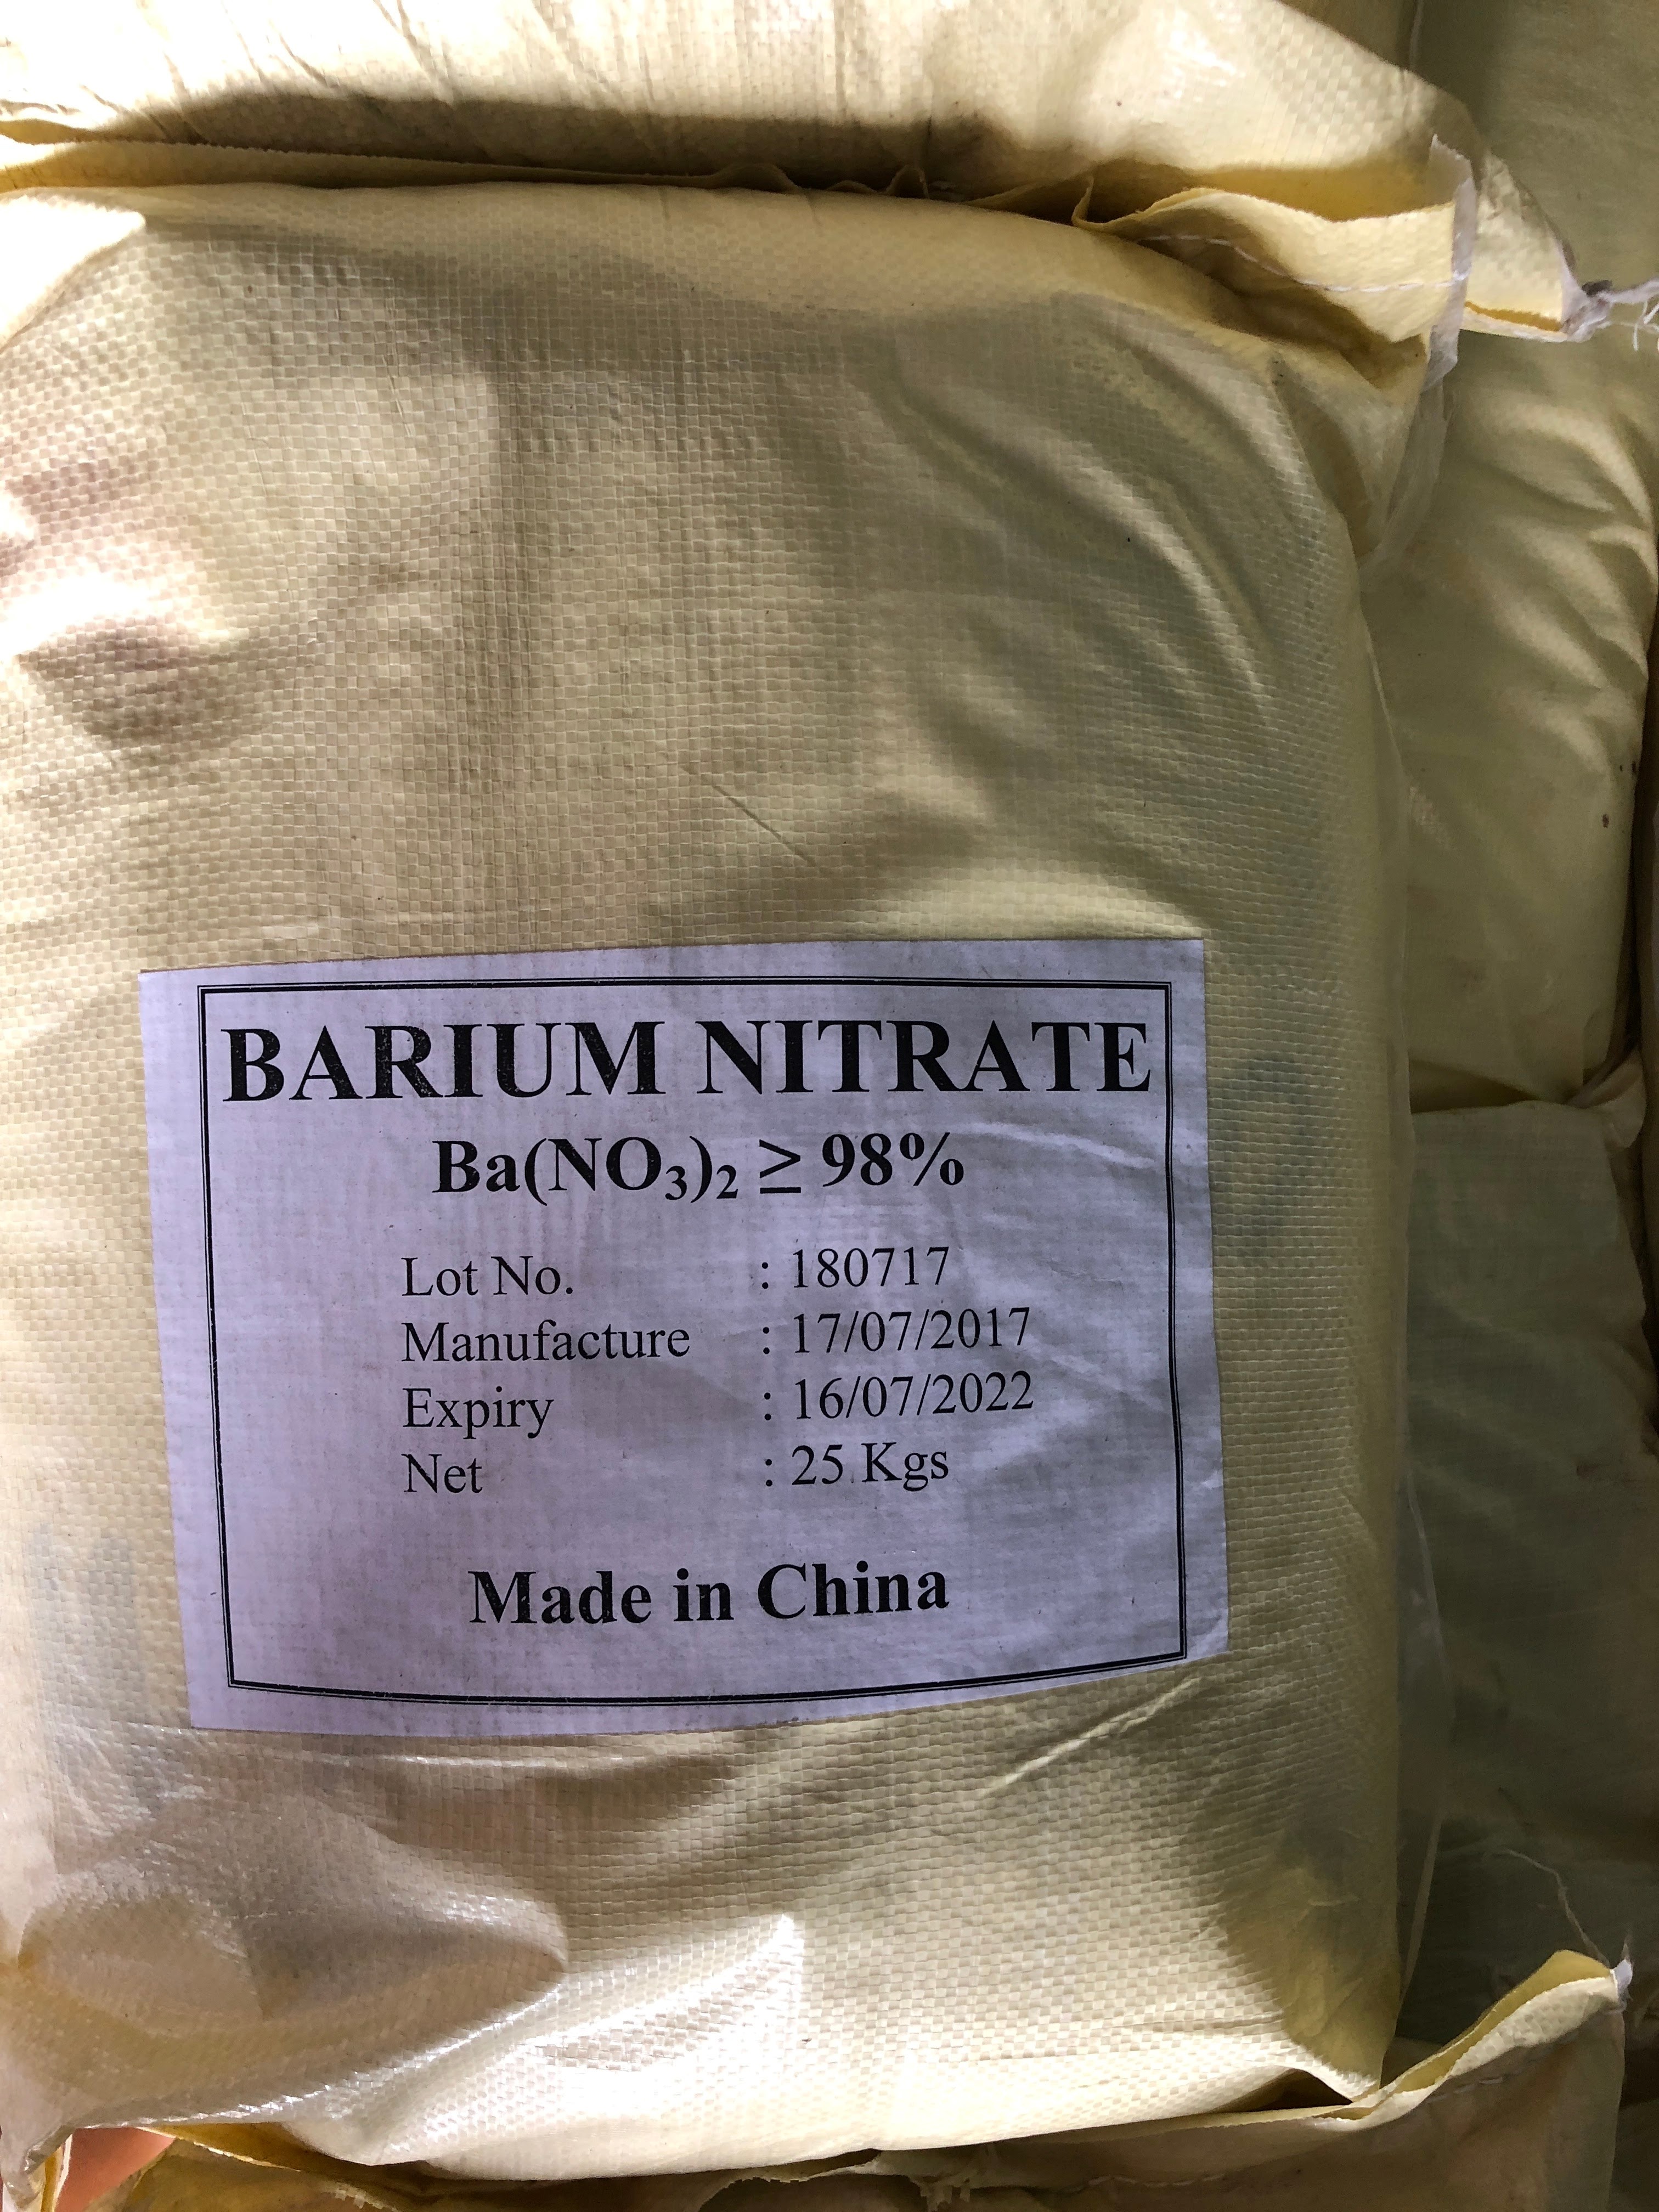 BARIUM NITRATE
Ba(NO₃)₂ ≥ 98%
Lot No. : 180717
Manufacture : 17/07/2017
Expiry : 16/07/2022
Net : 25 Kgs
Made in China